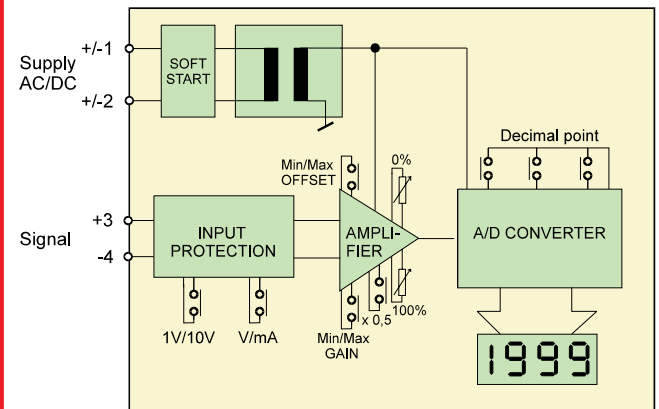 Supply
AC/DC
+/-1
+/-2
SOFT
START
Decimal point
Min/Max
OFFSET
0%
Signal
+3
-4
INPUT
PROTECTION
AMPLI-
FIER
A/D CONVERTER
1V/10V
V/mA
x 0,5
100%
Min/Max
GAIN
1999